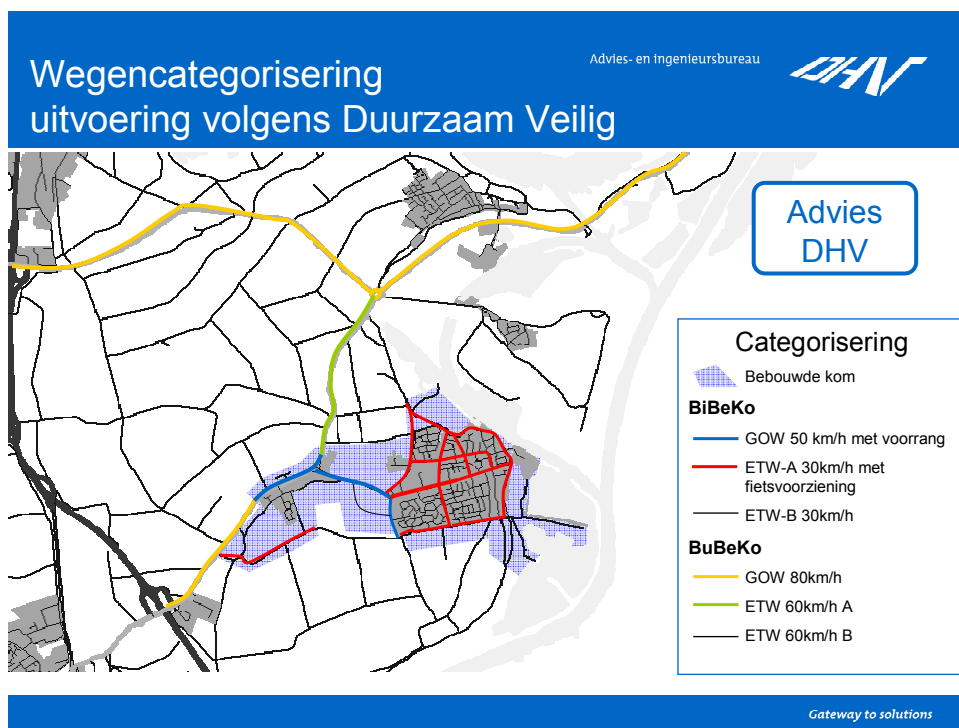 Wegencategorisering
uitvoering volgens Duurzaam Veilig
Advies- en ingenieursbureau
DHV
Advies
DHV
Categorisering
Bebouwde kom
BiBeKo
GOW 50 km/h met voorrang
ETW-A 30km/h met
fietsvoorziening
ETW-B 30km/h
BuBeKo
GOW 80km/h
ETW 60km/h A
ETW 60km/h B
Gateway to solutions